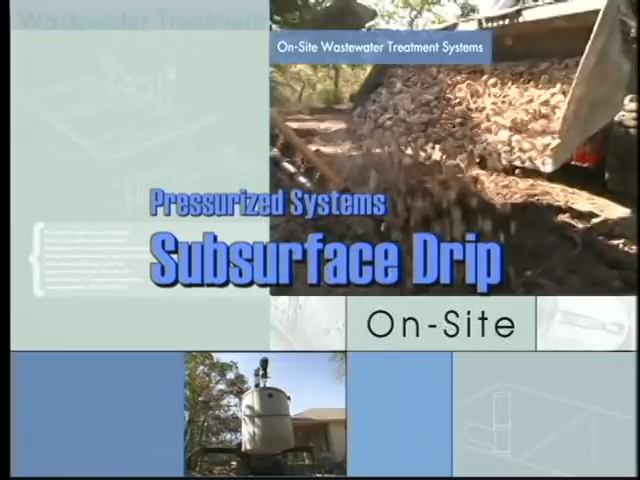 Wastewater Treatment
On-Site Wastewater Treatment Systems
Pressurized Systems
Subsurface Drip
On-Site